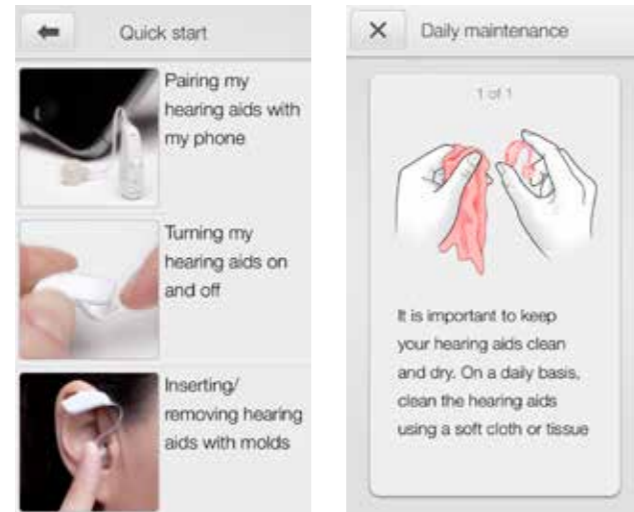 Quick start
Pairing my
hearing aids with
my phone
Turning my
hearing aids on
and off
Inserting/
removing hearing
aids with molds
Daily maintenance
1 of 1
It is important to keep
your hearing aids clean
and dry. On a daily basis,
clean the hearing aids
using a soft cloth or tissue